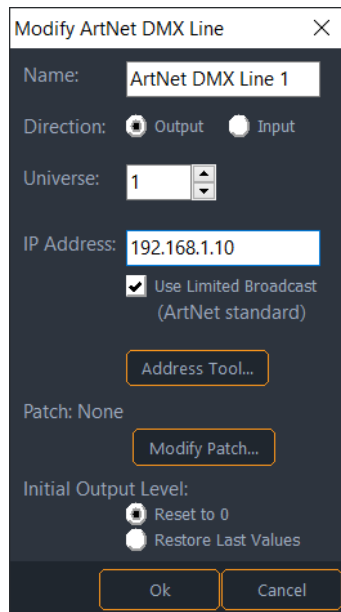 Modify ArtNet DMX Line
Name: ArtNet DMX Line 1
Direction: Output Input
Universe: 1
IP Address: 192.168.1.10
Use Limited Broadcast
(ArtNet standard)
Address Tool...
Patch: None
Modify Patch...
Initial Output Level:
Reset to 0
Restore Last Values
Ok Cancel